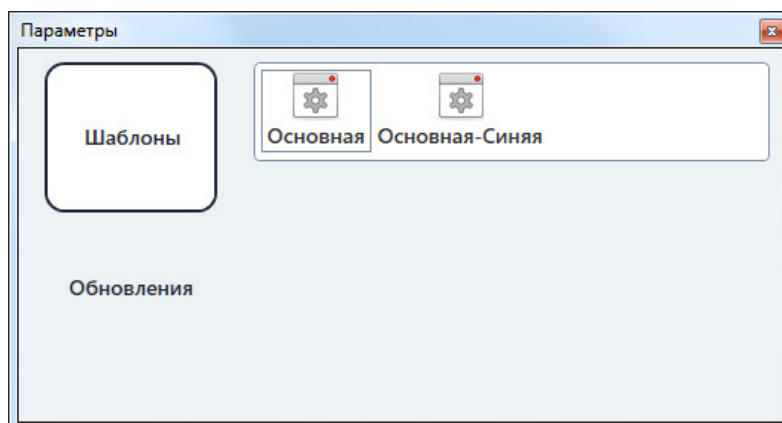 Параметры
Шаблоны
Основная Основная-Синяя
Обновления